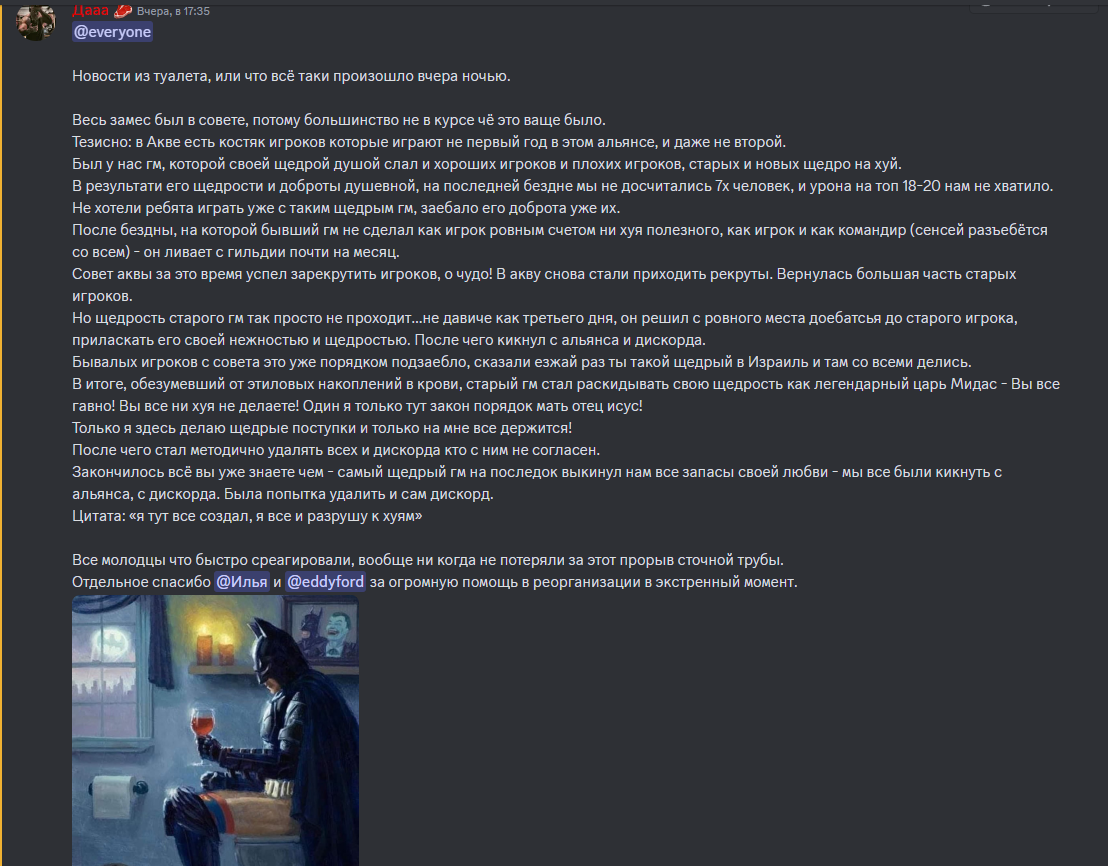 Дааа Вчера, в 17:35
@everyone
Новости из туалета, или что всё таки произошло вчера ночью.
Весь замес был в совете, потому большинство не в курсе чё это ваще было.
Тезисно: в Акве есть костяк игроков которые играют не первый год в этом альянсе, и даже не второй.
Был у нас гм, которой своей щедрой душой слал и хороших игроков и плохих игроков, старых и новых щедро на хуй.
В результати его щедрости и доброты душевной, на последней бездне мы не досчитались 7х человек, и урона на топ 18-20 нам не хватило.
Не хотели ребята играть уже с таким щедрым гм, заебало его доброта уже их.
После бездны, на которой бывший гм не сделал как игрок ровным счетом ни хуя полезного, как игрок и как командир (сенсей разъебётся
со всем) - он ливает с гильдии почти на месяц.
Совет аквы за это время успел зарекрутить игроков, о чудо! В акву снова стали приходить рекруты. Вернулась большая часть старых
игроков.
Но щедрость старого гм так просто не проходит...не давиче как третьего дня, он решил с ровного места доебатсья до старого игрока,
приласкать его своей нежностью и щедростью. После чего кикнул с альянса и дискорда.
Бывалых игроков с совета это уже порядком подзаебло, сказали езжай раз ты такой щедрый в Израиль и там со всеми делись.
В итоге, обезумевший от этиловых накоплений в крови, старый гм стал раскидывать свою щедрость как легендарный царь Мидас - Вы все
гавно! Вы все ни хуя не делаете! Один я только тут закон порядок мать отец исус!
Только я здесь делаю щедрые поступки и только на мне все держится!
После чего стал методично удалять всех и дискорда кто с ним не согласен.
Закончилось всё вы уже знаете чем - самый щедрый гм на последок выкинул нам все запасы своей любви - мы все были кикнуть с
альянса, с дискорда. Была попытка удалить и сам дискорд.
Цитата: «я тут все создал, я все и разрушу к хуям»
Все молодцы что быстро среагировали, вообще ни когда не потеряли за этот прорыв сточной трубы.
Отдельное спасибо @Илья и @eddyford за огромную помощь в реорганизации в экстренный момент.